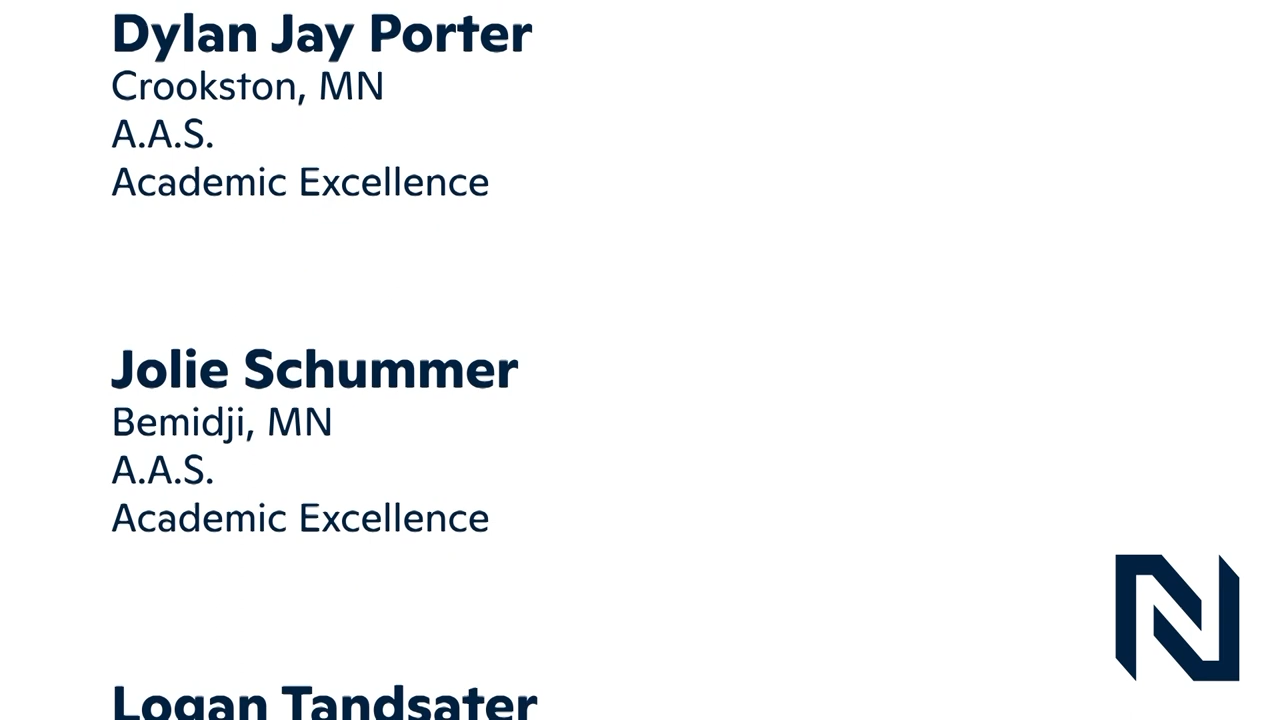 Dylan Jay Porter
Crookston, MN
A.A.S.
Academic Excellence
Jolie Schummer
Bemidji, MN
A.A.S.
Academic Excellence
Logan Tandsater
N